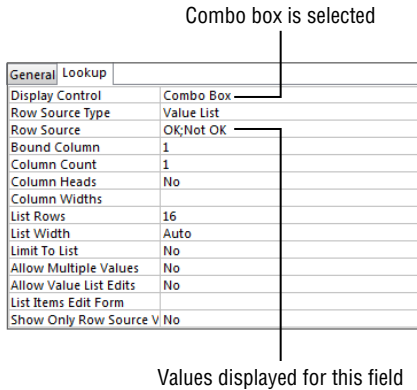 Combo box is selected
General Lookup
Display Control Combo Box
Row Source Type Value List
Row Source OK;Not OK
Bound Column 1
Column Count 1
Column Heads No
Column Widths
List Rows 16
List Width Auto
Limit To List No
Allow Multiple Values No
Allow Value List Edits No
List Items Edit Form
Show Only Row Source V No
Values displayed for this field